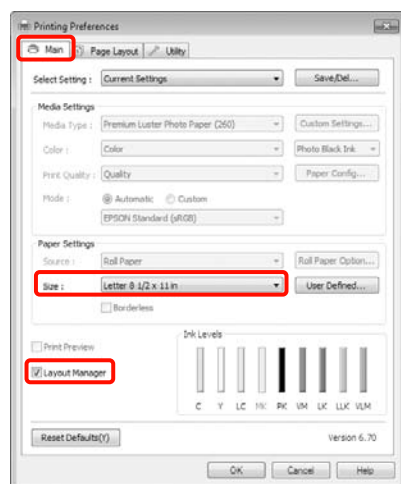 Printing Preferences
Main Page Layout Utility
Select Setting : Current Settings Save/Del...
Media Settings
Media Type : Premium Luster Photo Paper (260) Custom Settings...
Color : Color Photo Black Ink
Print Quality : Quality Paper Config...
Mode : Automatic Custom
EPSON Standard (sRGB)
Paper Settings
Source : Roll Paper Roll Paper Option...
Size : Letter 8 1/2 x 11 in User Defined...
Borderless
Ink Levels
Print Preview
Layout Manager
C Y LC MK PK VM LK LLK VLM
Reset Defaults(Y) Version 6.70
OK Cancel Help